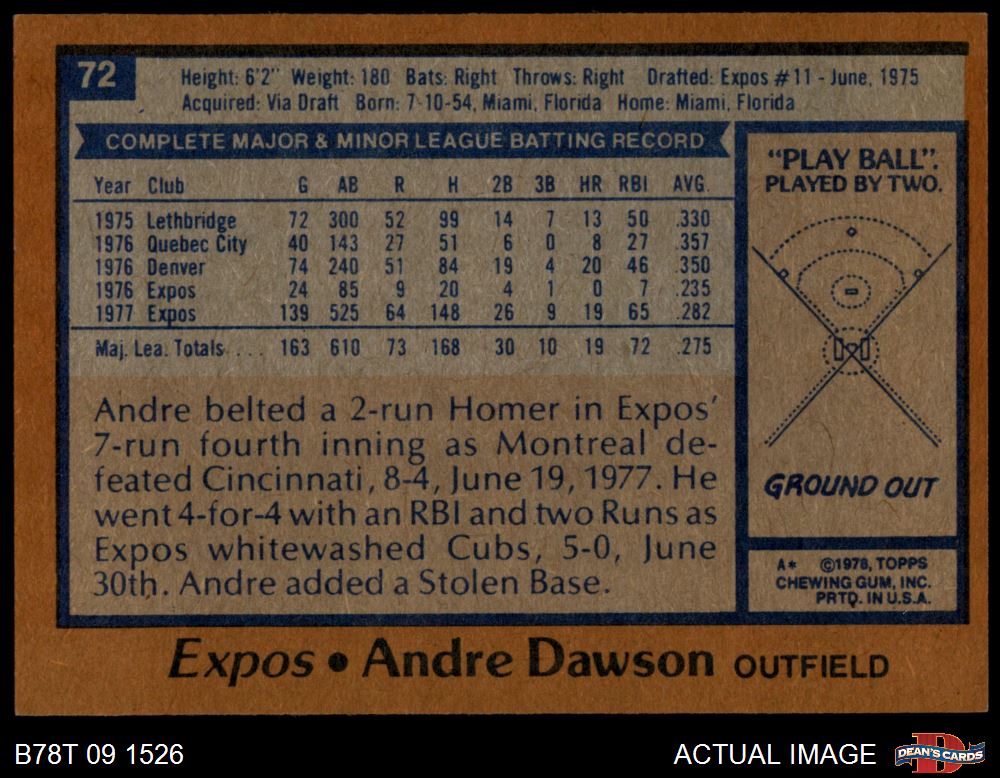 72
Height: 6'2" Weight: 180 Bats: Right Throws: Right Drafted: Expos #11 - June, 1975
Acquired: Via Draft Born: 7-10-54, Miami, Florida Home: Miami, Florida
COMPLETE MAJOR & MINOR LEAGUE BATTING RECORD
Year Club G AB R H 2B 3B HR RBI AVG.
1975 Lethbridge 72 300 52 99 14 7 13 50 .330
1976 Quebec City 40 143 27 51 6 0 8 27 .357
1976 Denver 74 240 51 84 19 4 20 46 .350
1976 Expos 24 85 9 20 4 1 0 7 .235
1977 Expos 139 525 64 148 26 9 19 65 .282
Maj. Lea. Totals . . . . 163 610 73 168 30 10 19 72 .275
Andre belted a 2-run Homer in Expos'
7-run fourth inning as Montreal de-
feated Cincinnati, 8-4, June 19, 1977. He
went 4-for-4 with an RBI and two Runs as
Expos whitewashed Cubs, 5-0, June
30th. Andre added a Stolen Base.
"PLAY BALL".
PLAYED BY TWO.
GROUND OUT
A* ©1978, TOPPS
CHEWING GUM, INC.
PRTD. IN U.S.A.
Expos • Andre Dawson OUTFIELD
B78T 09 1526
ACTUAL IMAGE
D
DEAN'S CARDS